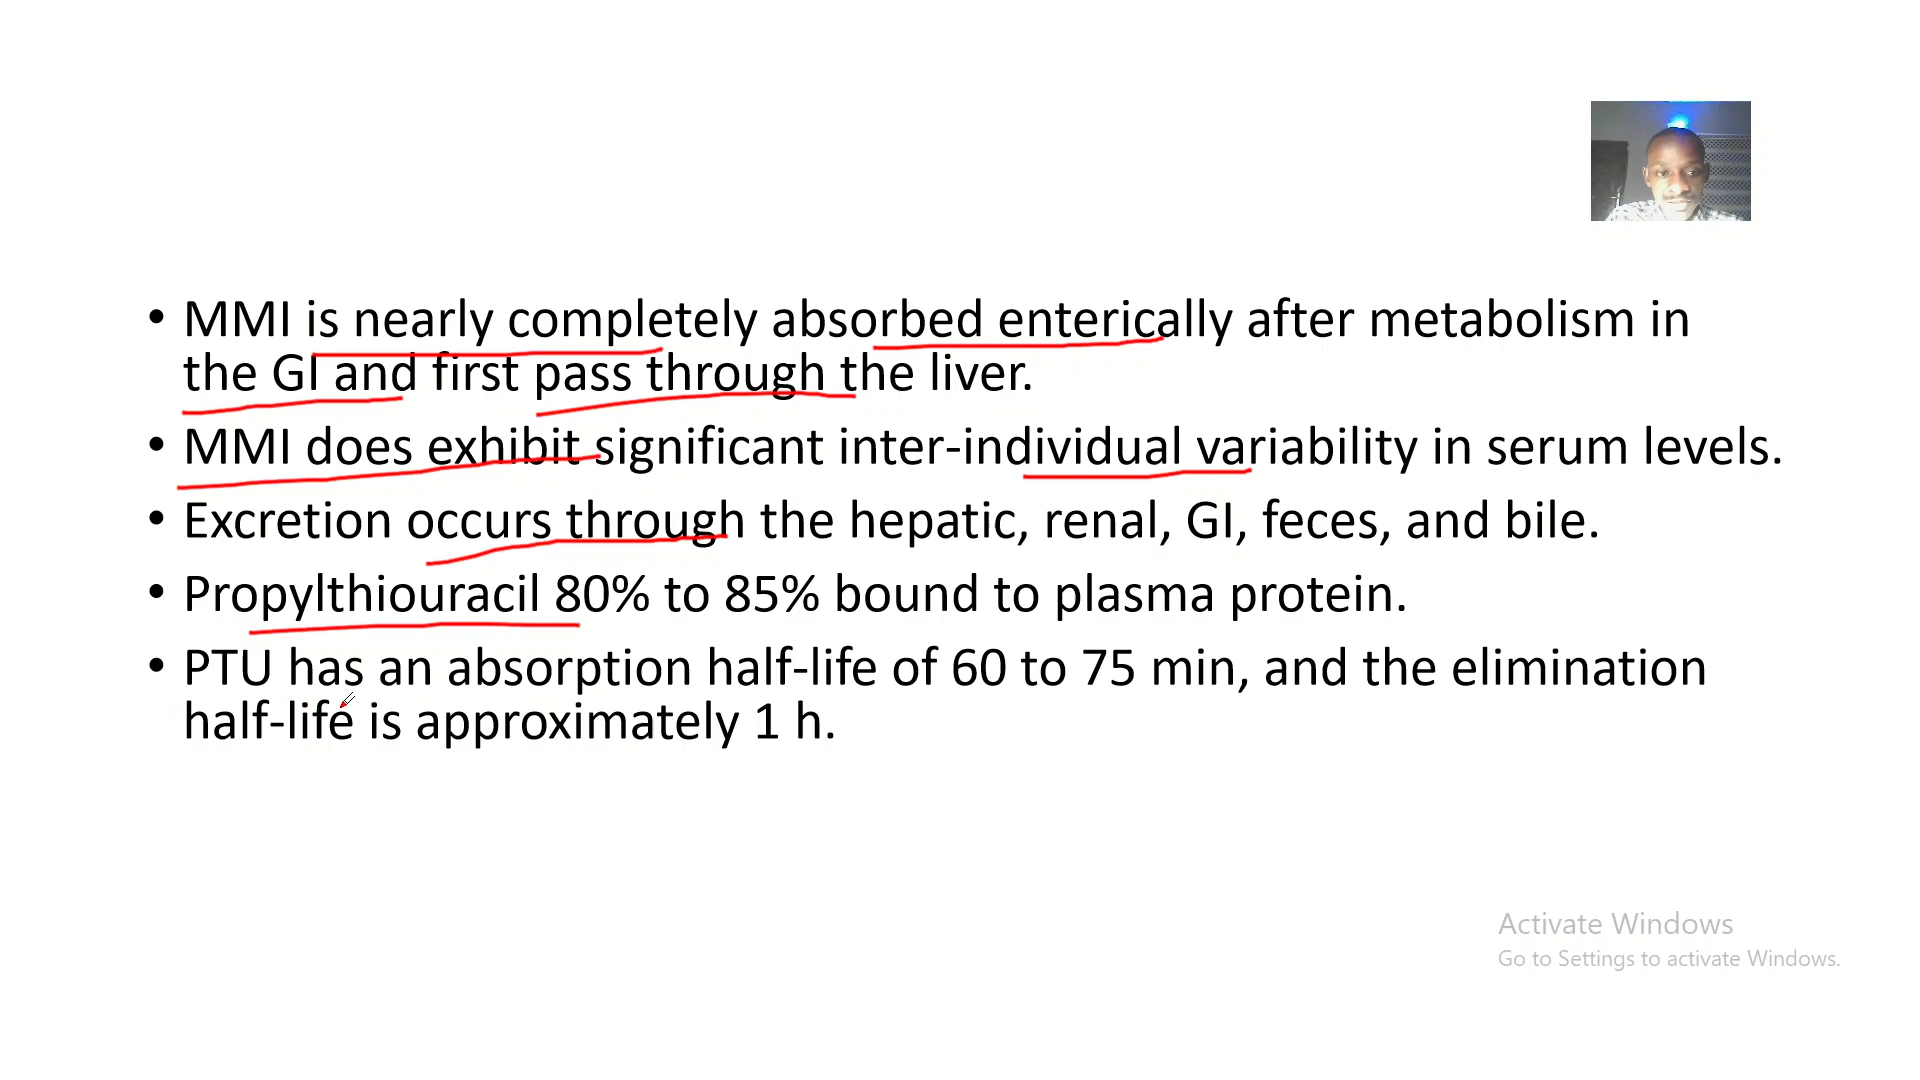 • MMI is nearly completely absorbed enterically after metabolism in
the GI and first pass through the liver.
• MMI does exhibit significant inter-individual variability in serum levels.
• Excretion occurs through the hepatic, renal, GI, feces, and bile.
• Propylthiouracil 80% to 85% bound to plasma protein.
• PTU has an absorption half-life of 60 to 75 min, and the elimination
half-life is approximately 1 h.
Activate Windows
Go to Settings to activate Windows.